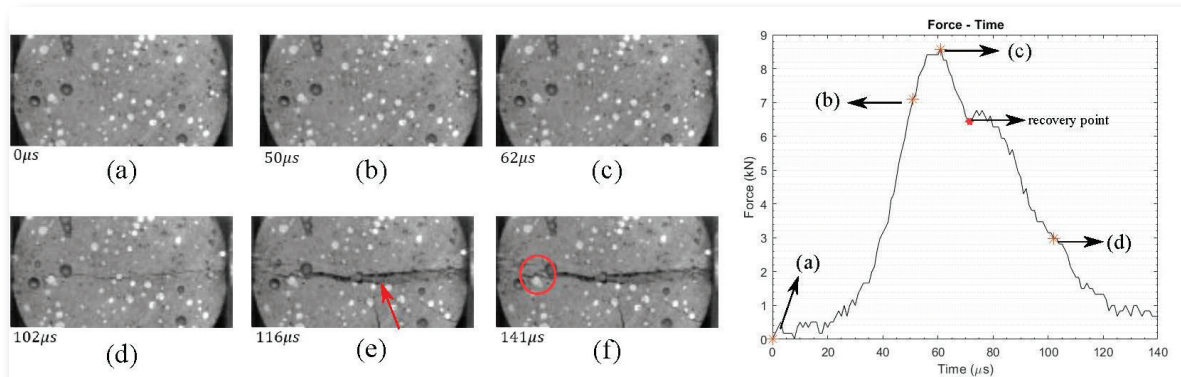 0μs
(a)
50μs
(b)
62μs
(c)
102μs
(d)
116μs
(e)
141μs
(f)
Force - Time
Force (kN)
9
8
7
6
5
4
3
2
1
0
(c)
(b)
recovery point
(d)
(a)
0
20
40
60
80
100
120
140
Time (μs)